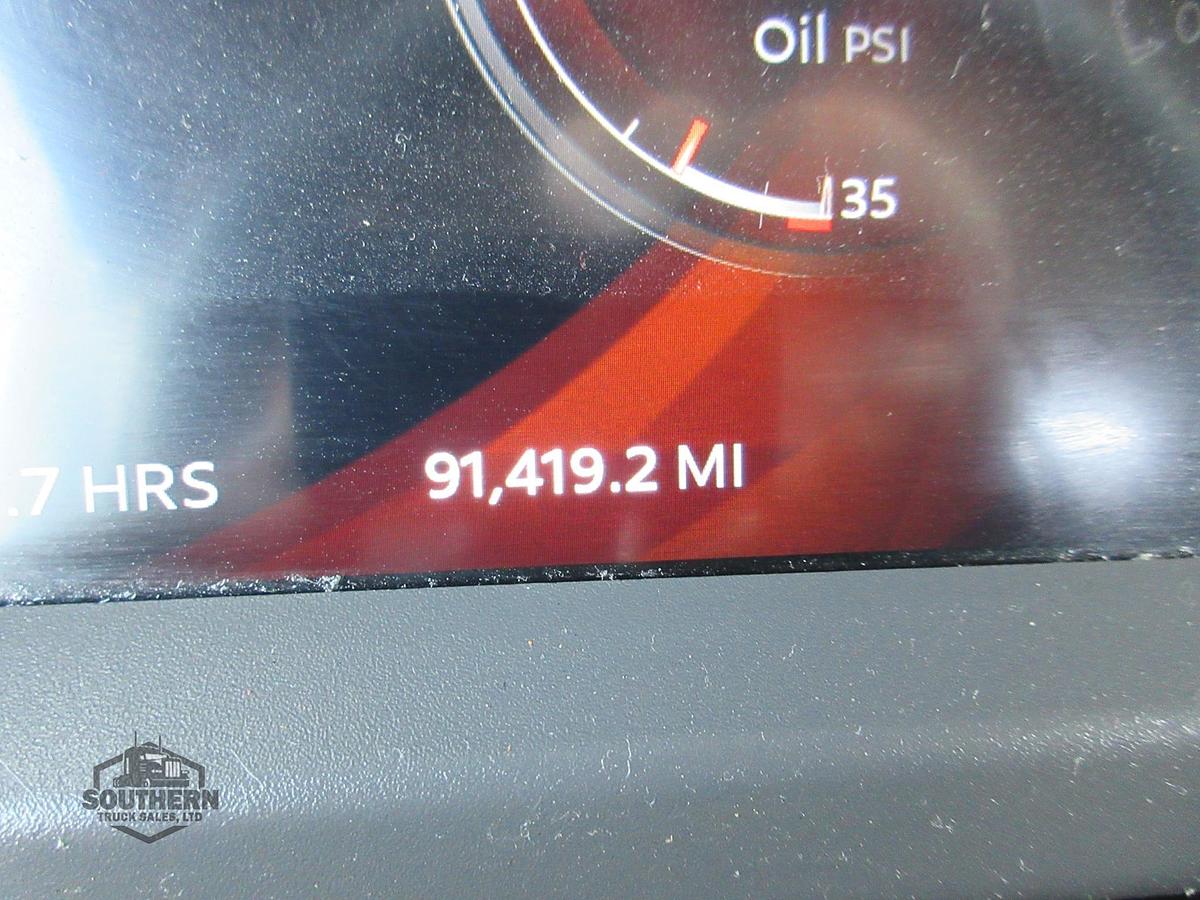 Oil PSI
35
.7 HRS
91,419.2 MI
SOUTHERN
TRUCK SALES, LTD